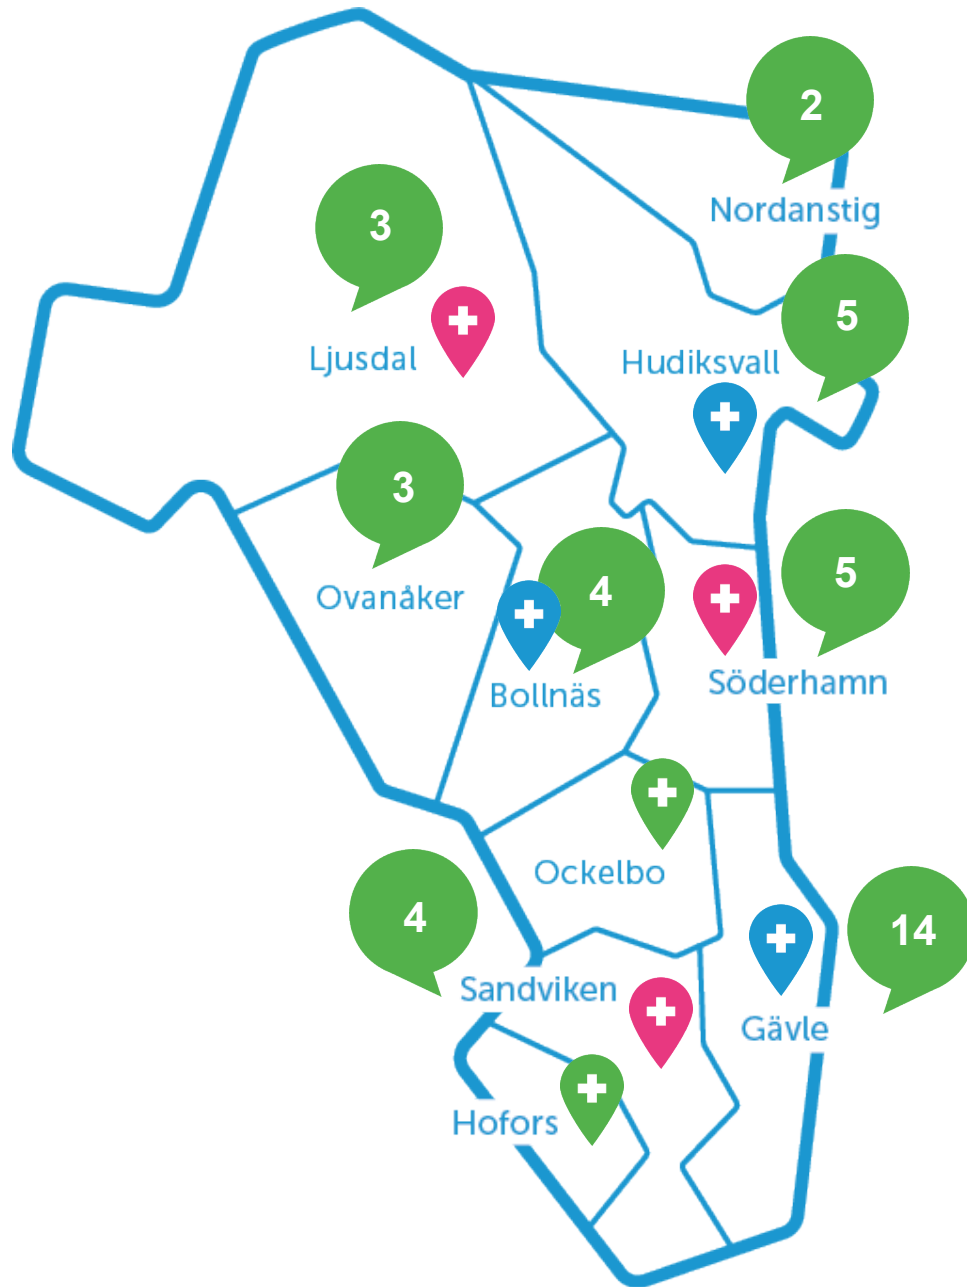 2
Nordanstig
3
5
Ljusdal
Hudiksvall
3
5
4
Ovanåker
Söderhamn
Bollnäs
Ockelbo
4
14
Sandviken
Gävle
Hofors